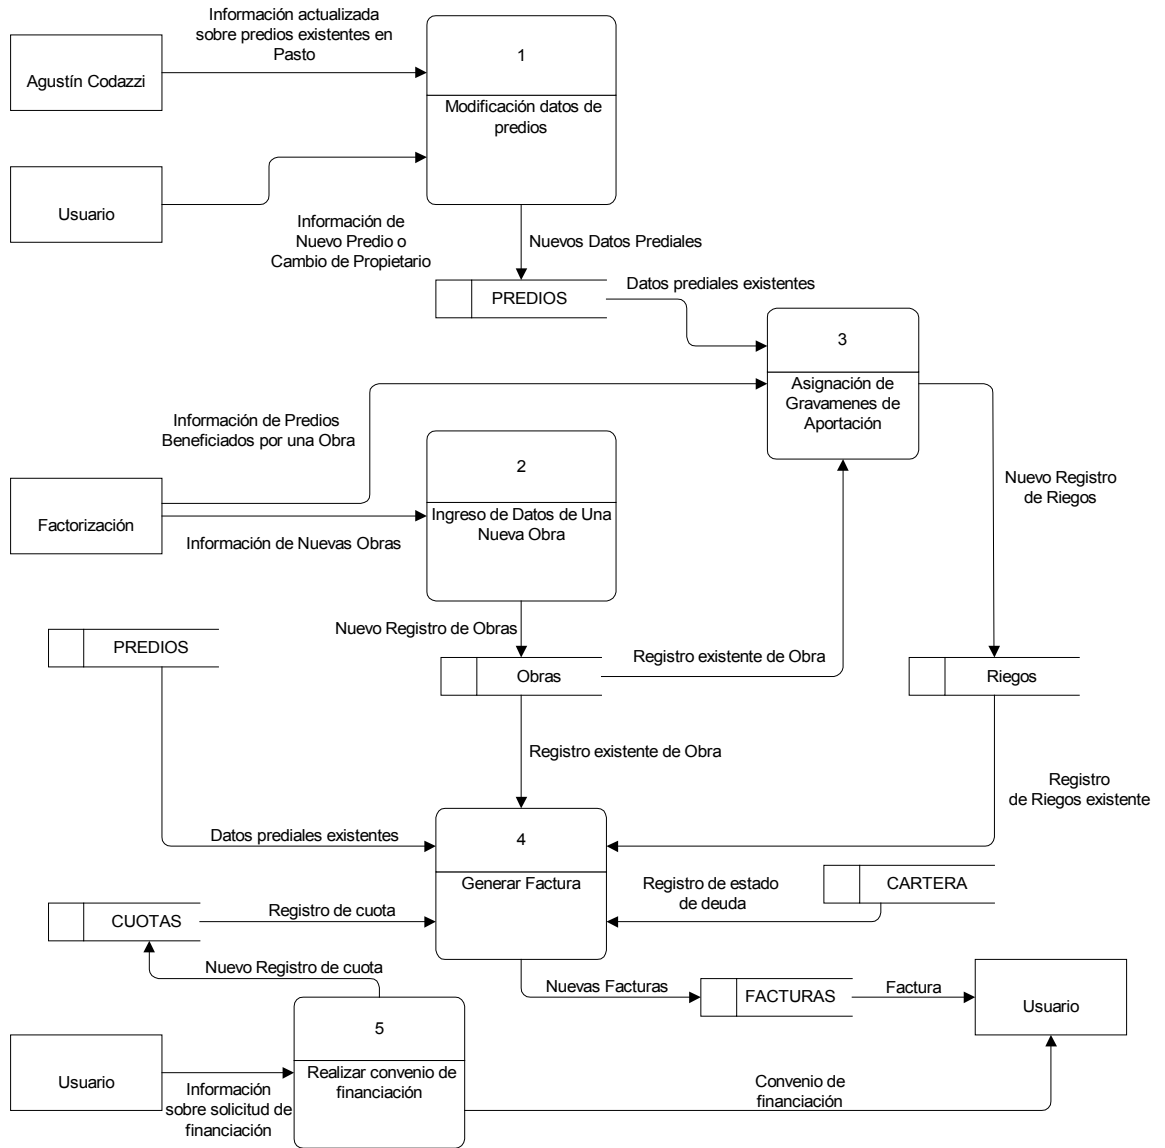 Información actualizada
sobre predios existentes en
Pasto
1
Agustín Codazzi
Modificación datos de
predios
Usuario
Información de
Nuevo Predio o
Cambio de Propietario
Nuevos Datos Prediales
PREDIOS
Datos prediales existentes
3
Asignación de
Gravamenes de
Aportación
Información de Predios
Beneficiados por una Obra
2
Nuevo Registro
de Riegos
Factorización
Ingreso de Datos de Una
Nueva Obra
Información de Nuevas Obras
Nuevo Registro de Obras
PREDIOS
Registro existente de Obra
Obras
Riegos
Registro existente de Obra
Registro
de Riegos existente
Datos prediales existentes
4
Generar Factura
Registro de estado
de deuda
CARTERA
CUOTAS
Registro de cuota
Nuevo Registro de cuota
Nuevas Facturas
FACTURAS
Factura
Usuario
5
Usuario
Realizar convenio de
financiación
Información
sobre solicitud de
financiación
Convenio de
financiación